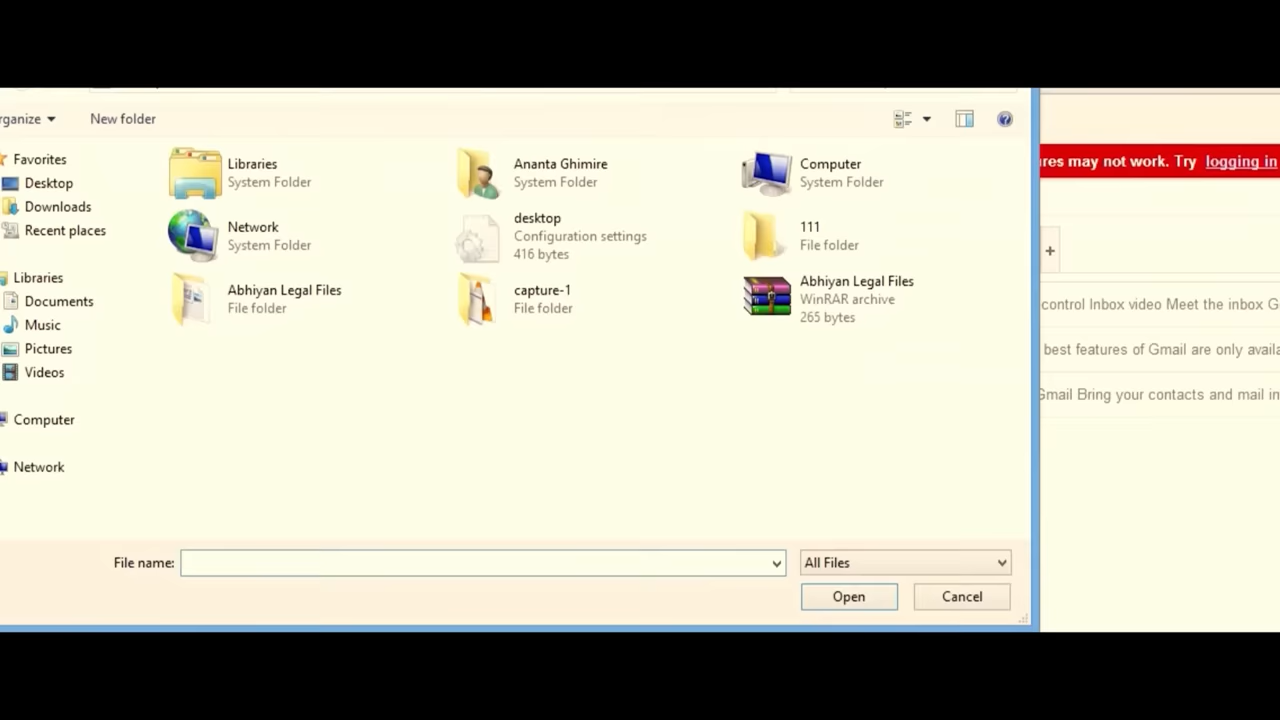 rganize
New folder
Favorites
Desktop
Downloads
Recent places
Libraries
Documents
Music
Pictures
Videos
Computer
Network
Libraries
System Folder
Ananta Ghimire
System Folder
Computer
System Folder
Network
System Folder
desktop
Configuration settings
416 bytes
111
File folder
Abhiyan Legal Files
File folder
capture-1
File folder
Abhiyan Legal Files
WinRAR archive
265 bytes
File name:
All Files
Open
Cancel
res may not work. Try logging in
+
control Inbox video Meet the inbox G
best features of Gmail are only availa
Gmail Bring your contacts and mail in